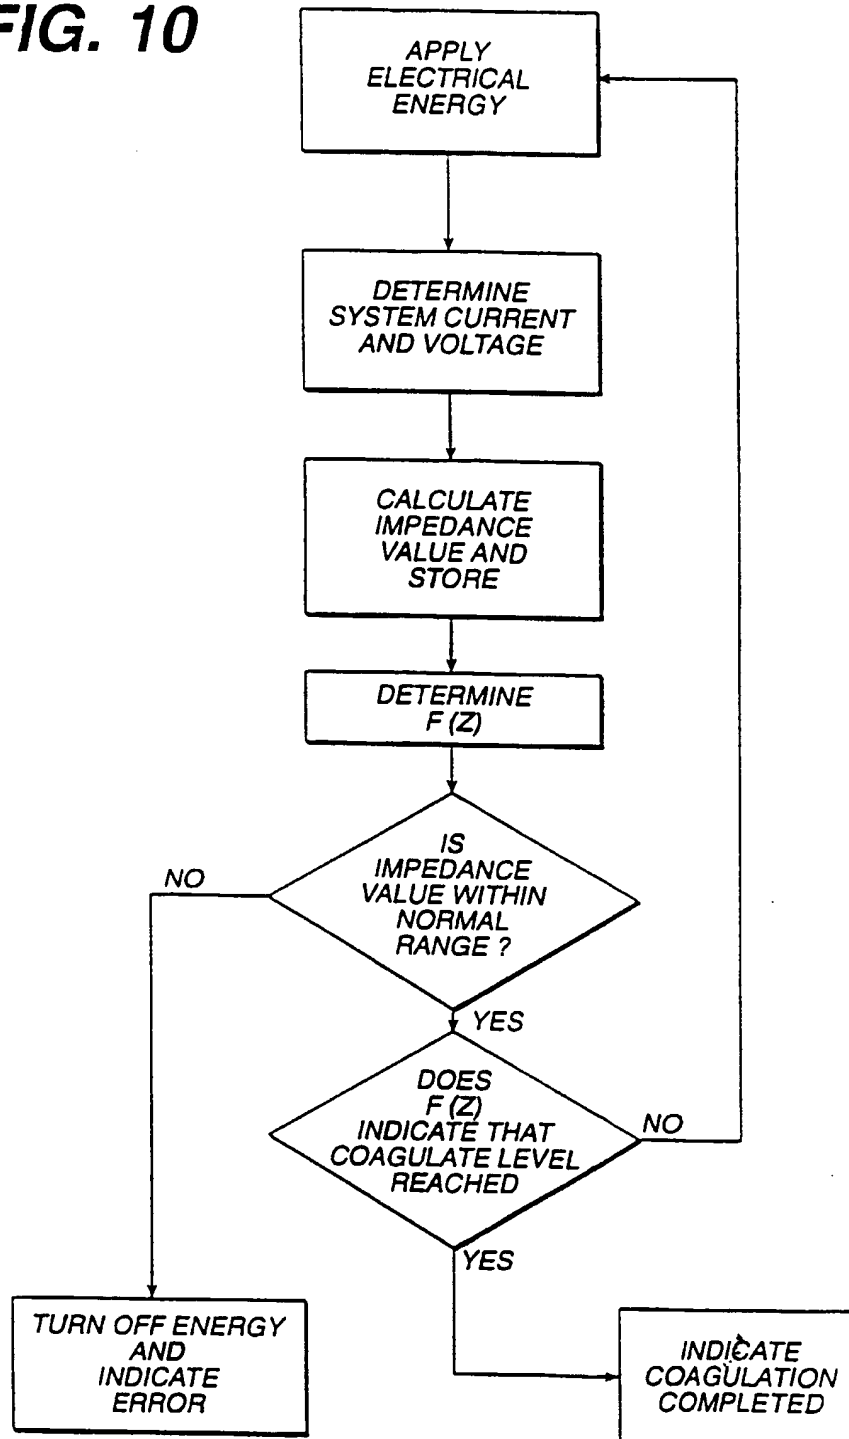 FIG. 10
APPLY
ELECTRICAL
ENERGY
DETERMINE
SYSTEM CURRENT
AND VOLTAGE
CALCULATE
IMPEDANCE
VALUE AND
STORE
DETERMINE
F (Z)
IS
IMPEDANCE
VALUE WITHIN
NORMAL
RANGE ?
NO
YES
DOES
F (Z)
INDICATE THAT
COAGULATE LEVEL
REACHED
NO
YES
TURN OFF ENERGY
AND
INDICATE
ERROR
INDICATE
COAGULATION
COMPLETED